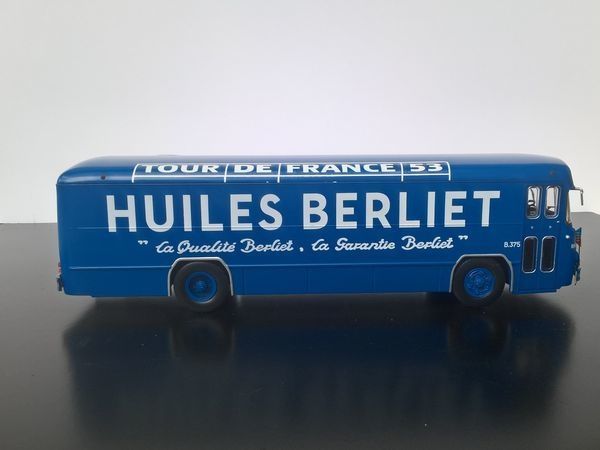 TOUR DE FRANCE 53
HUILES BERLIET
"la Qualité Berliet, la Garantie Berliet"
B.375